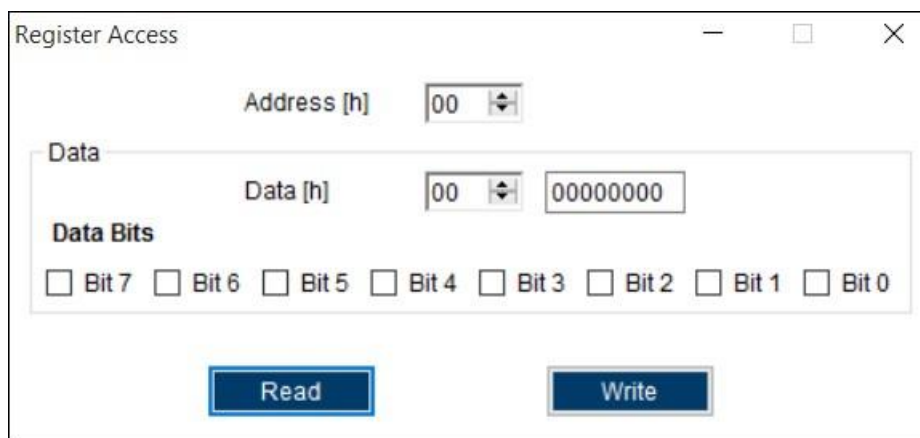 Register Access
Address [h] 00
Data
Data [h] 00 00000000
Data Bits
Bit 7 Bit 6 Bit 5 Bit 4 Bit 3 Bit 2 Bit 1 Bit 0
Read Write